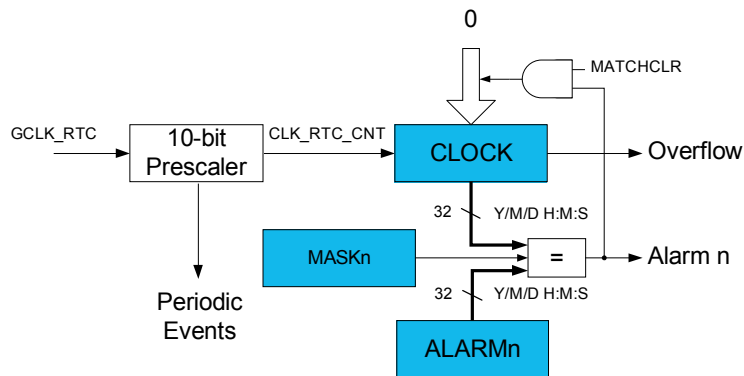 0
MATCHCLR
GCLK_RTC
10-bit
Prescaler
CLK_RTC_CNT
CLOCK
Overflow
32
Y/M/D H:M:S
MASKn
=
Alarm n
32
Y/M/D H:M:S
Periodic
Events
ALARMn